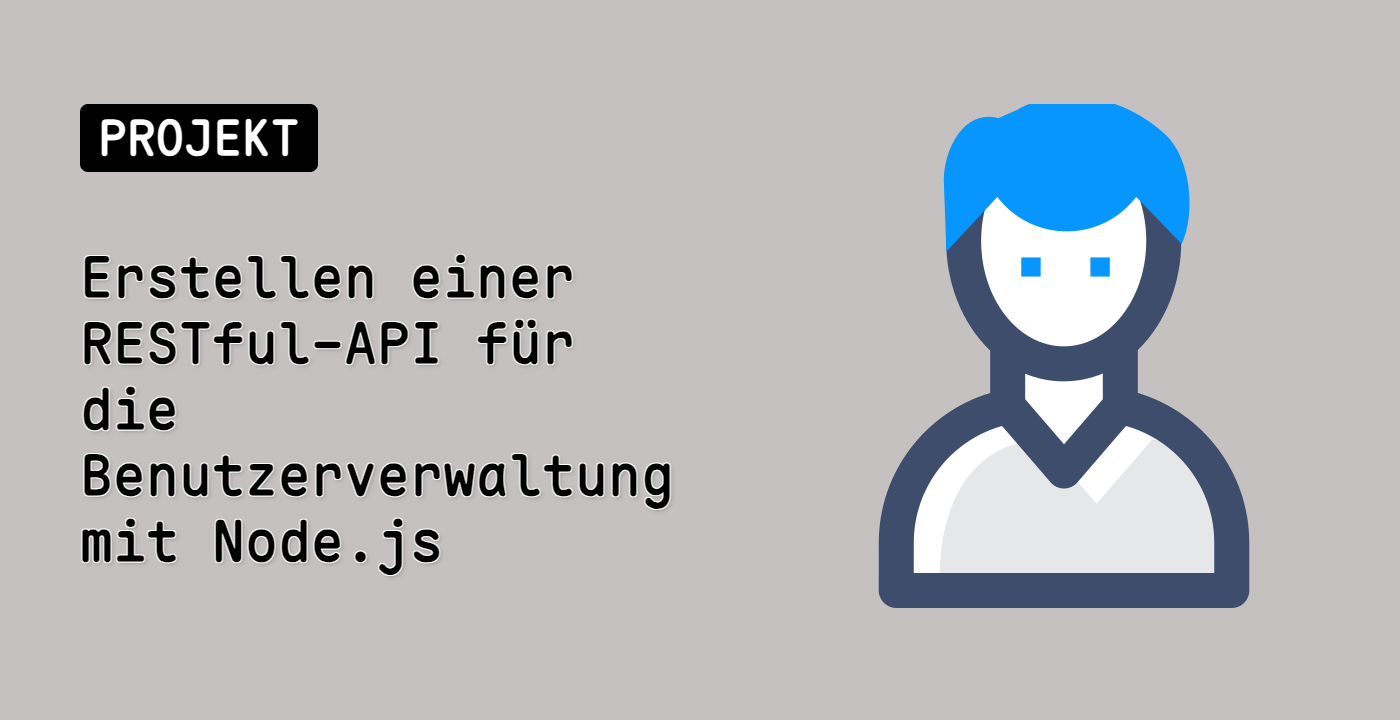 PROJEKT
Erstellen einer
RESTful-API für
die
Benutzerverwaltung
mit Node.js